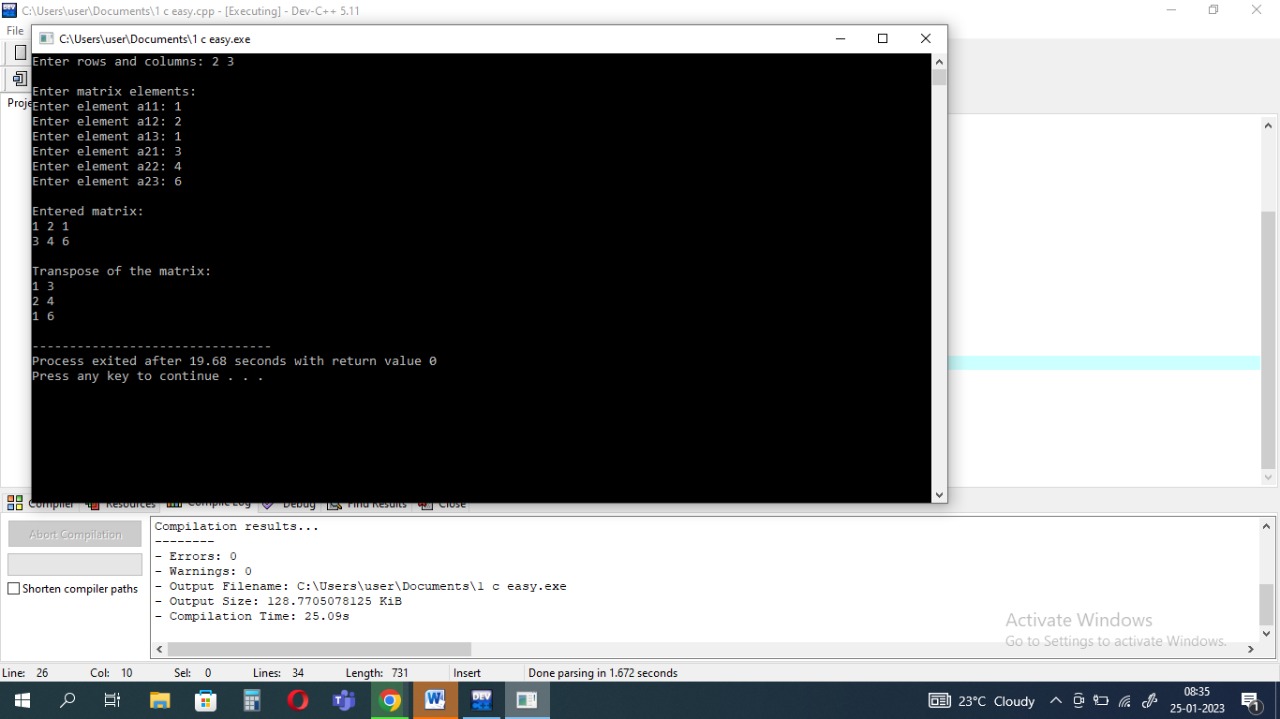 C:\Users\user\Documents\1 c easy.cpp - [Executing] - Dev-C++ 5.11
File
C:\Users\user\Documents\1 c easy.exe
Enter rows and columns: 2 3
Enter matrix elements:
Proje
Enter element a11: 1
Enter element a12: 2
Enter element a13: 1
Enter element a21: 3
Enter element a22: 4
Enter element a23: 6
Entered matrix:
1 2 1
3 4 6
Transpose of the matrix:
1 3
2 4
1 6
--------------------------------
Process exited after 19.68 seconds with return value 0
Press any key to continue . . .
Compiler Resources Compile Log Debug Find Results Close
Abort Compilation
Shorten compiler paths
Compilation results...
--------
- Errors: 0
- Warnings: 0
- Output Filename: C:\Users\user\Documents\1 c easy.exe
- Output Size: 128.7705078125 KiB
- Compilation Time: 25.09s
Activate Windows
Go to Settings to activate Windows.
Line: 26 Col: 10 Sel: 0 Lines: 34 Length: 731 Insert Done parsing in 1.672 seconds
23°C Cloudy
08:35
25-01-2023
1